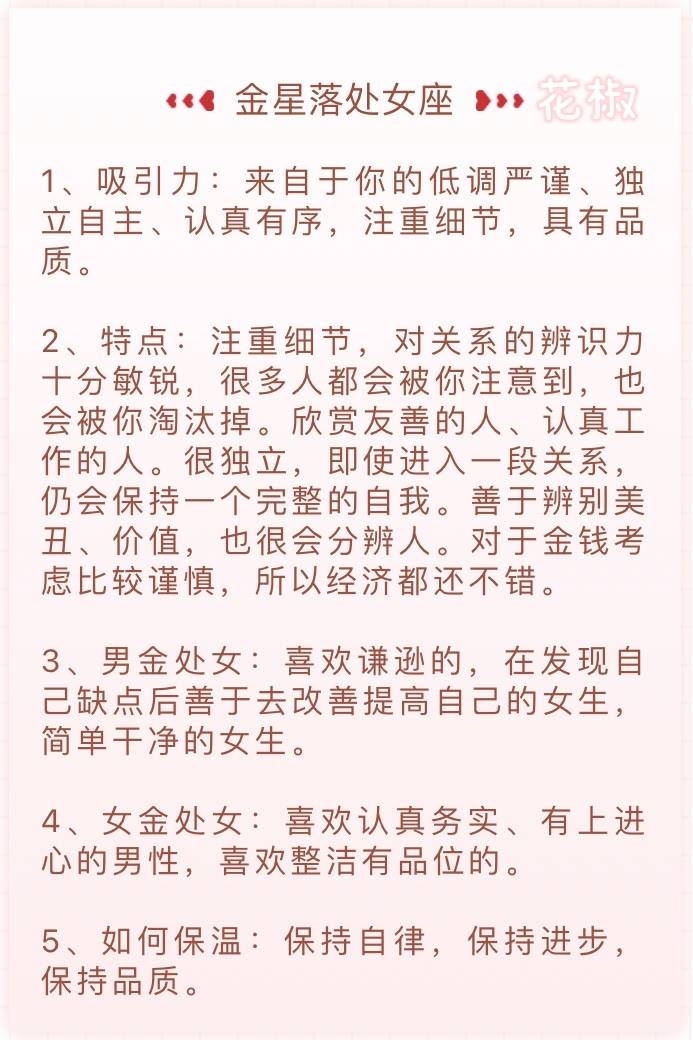 金星落处女座 花椒
1、吸引力：来自于你的低调严谨、独
立自主、认真有序，注重细节，具有品
质。
2、特点：注重细节，对关系的辨识力
十分敏锐，很多人都会被你注意到，也
会被你淘汰掉。欣赏友善的人、认真工
作的人。很独立，即使进入一段关系，
仍会保持一个完整的自我。善于辨别美
丑、价值，也很会分辨人。对于金钱考
虑比较谨慎，所以经济都还不错。
3、男金处女：喜欢谦逊的，在发现自
己缺点后善于去改善提高自己的女生，
简单干净的女生。
4、女金处女：喜欢认真务实、有上进
心的男性，喜欢整洁有品位的。
5、如何保温：保持自律，保持进步，
保持品质。